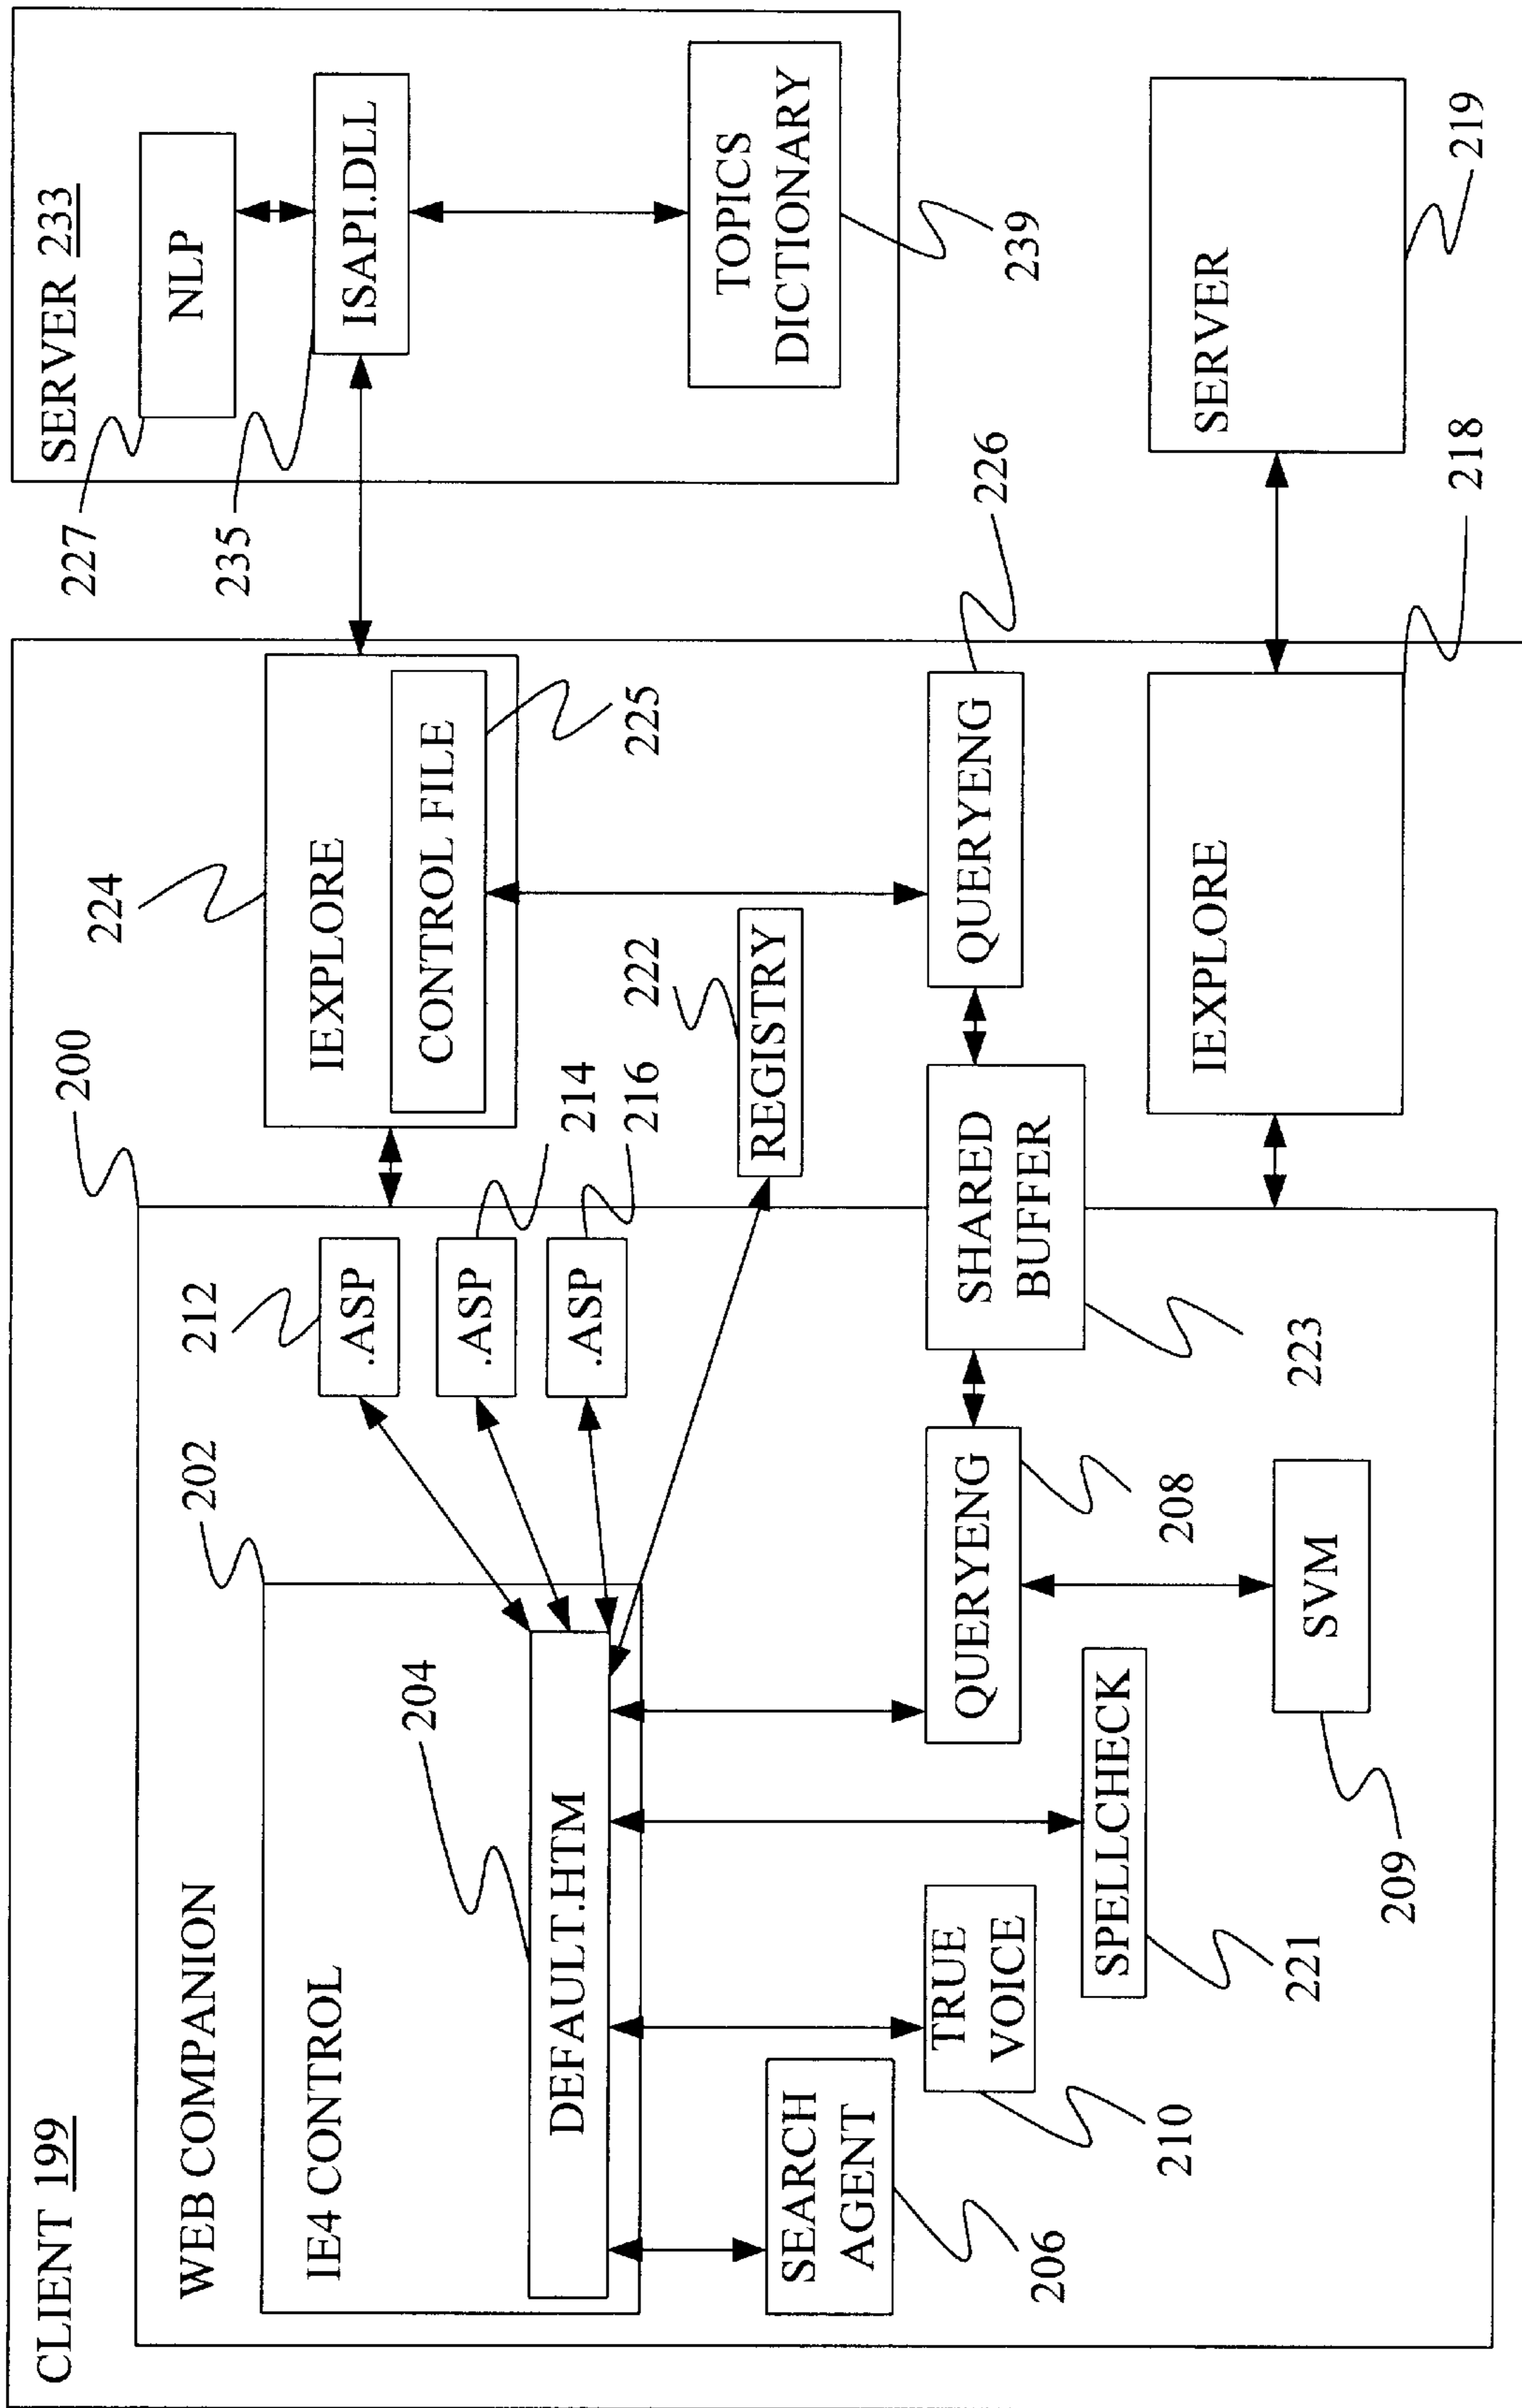 CLIENT 199
WEB COMPANION
200
IE4 CONTROL
202
DEFAULT.HTM
204
.ASP
212
.ASP
214
.ASP
216
SEARCH
AGENT
206
TRUE
VOICE
210
SPELLCHECK
221
QUERYENG
208
SVM
209
SHARED
BUFFER
223
REGISTRY
222
IEXPLORE
224
CONTROL FILE
225
QUERYENG
226
IEXPLORE
218
SERVER 233
NLP
227
ISAPI.DLL
235
TOPICS
DICTIONARY
239
SERVER
219